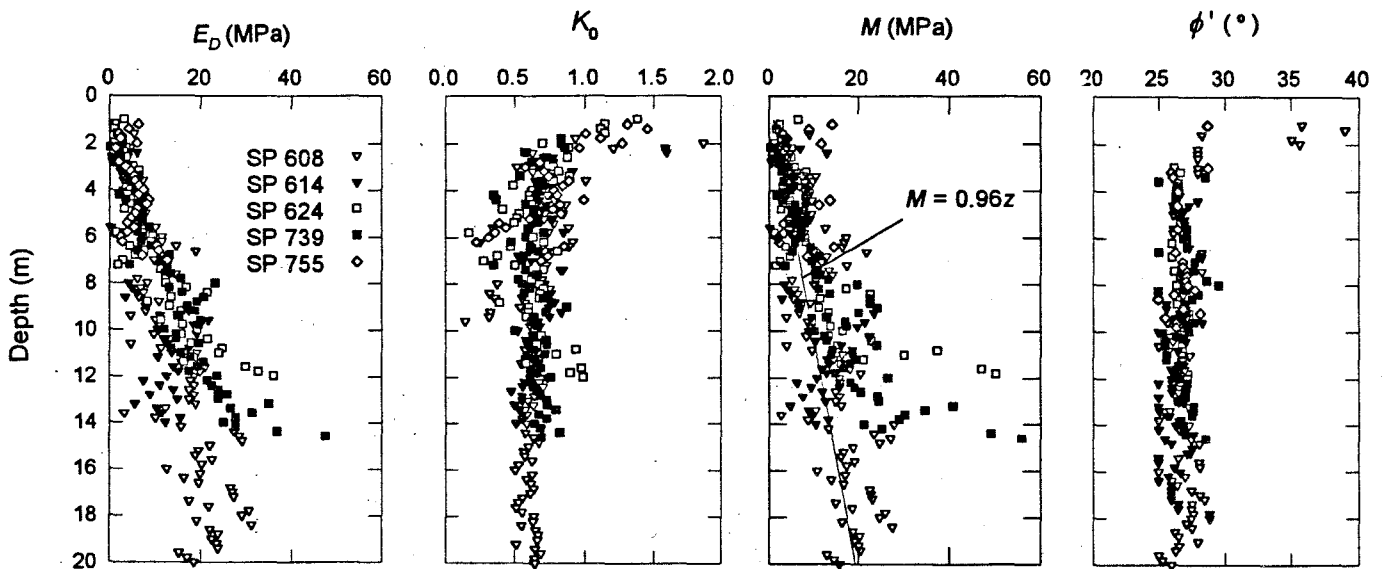 E_D (MPa)
K_0
M (MPa)
ϕ' (°)
0 20 40 60
0.0 0.5 1.0 1.5 2.0
0 20 40 60
20 25 30 35 40
Depth (m)
0
2
4
6
8
10
12
14
16
18
20
SP 608 ▽
SP 614 ▼
SP 624 □
SP 739 ■
SP 755 ◇
M = 0.96z